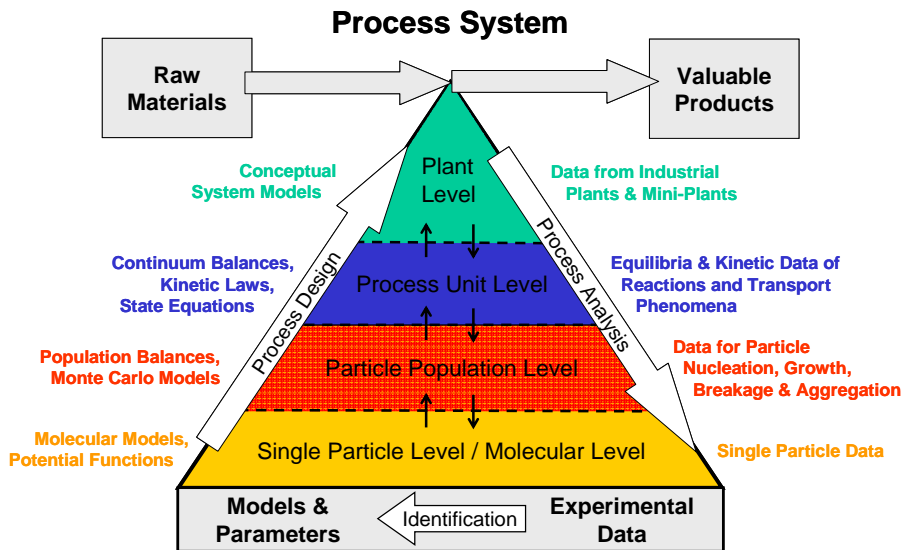 Process System
Raw
Materials
Valuable
Products
Conceptual
System Models
Plant
Level
Data from Industrial
Plants & Mini-Plants
Process Design
Process Analysis
Continuum Balances,
Kinetic Laws,
State Equations
Process Unit Level
Equilibria & Kinetic Data of
Reactions and Transport
Phenomena
Population Balances,
Monte Carlo Models
Particle Population Level
Data for Particle
Nucleation, Growth,
Breakage & Aggregation
Molecular Models,
Potential Functions
Single Particle Level / Molecular Level
Single Particle Data
Models &
Parameters
Identification
Experimental
Data